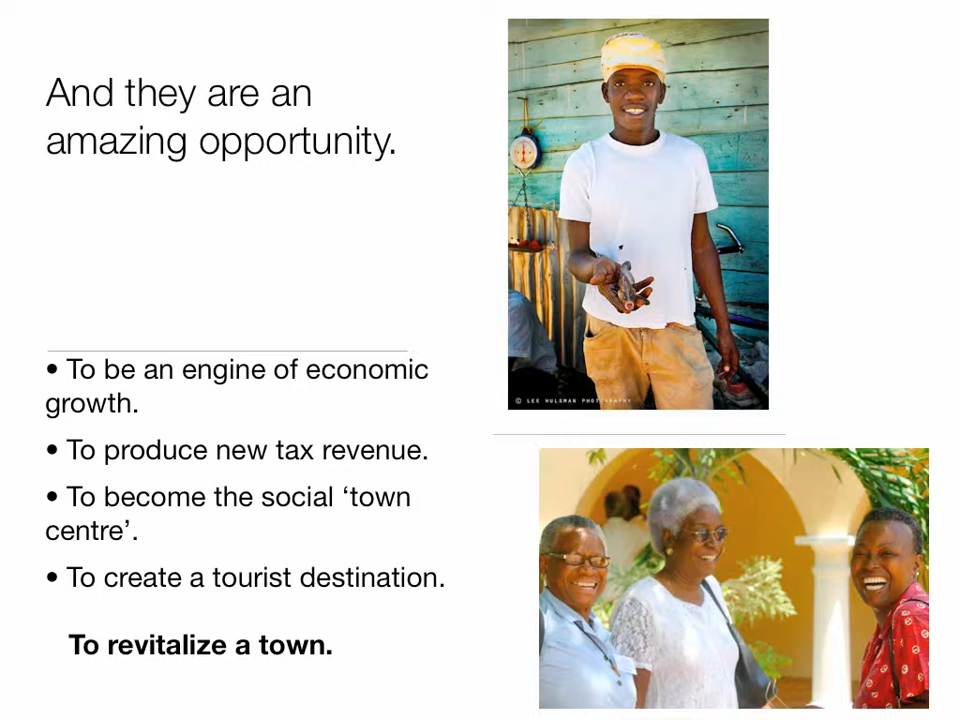 And they are an
amazing opportunity.
• To be an engine of economic
growth.
• To produce new tax revenue.
• To become the social ‘town
centre’.
• To create a tourist destination.
To revitalize a town.
© LEE HULSMAN PHOTOGRAPHY